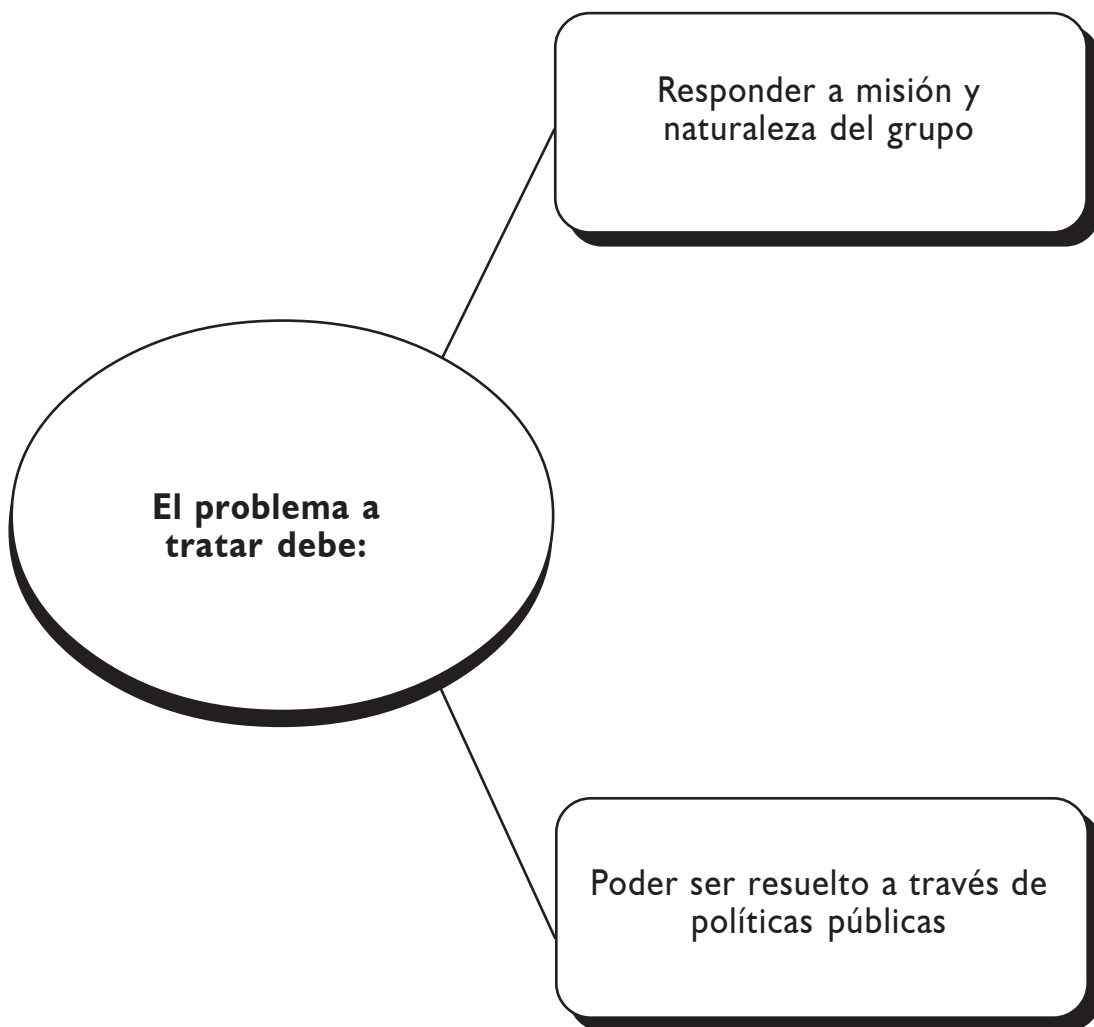 Responder a misión y
naturaleza del grupo
El problema a
tratar debe:
Poder ser resuelto a través de
políticas públicas